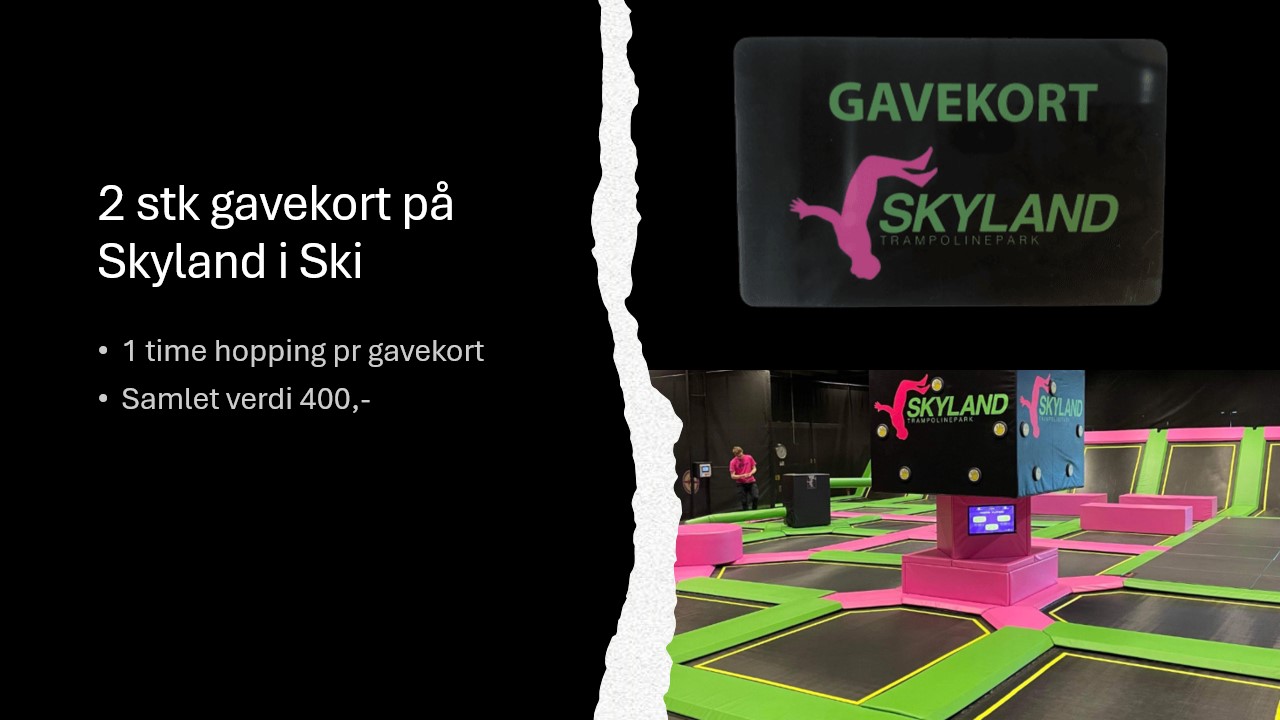 2 stk gavekort på
Skyland i Ski
• 1 time hopping pr gavekort
• Samlet verdi 400,-
GAVEKORT
SKYLAND
TRAMPOLINEPARK
SKYLAND
TRAMPOLINEPARK
SKYLAND